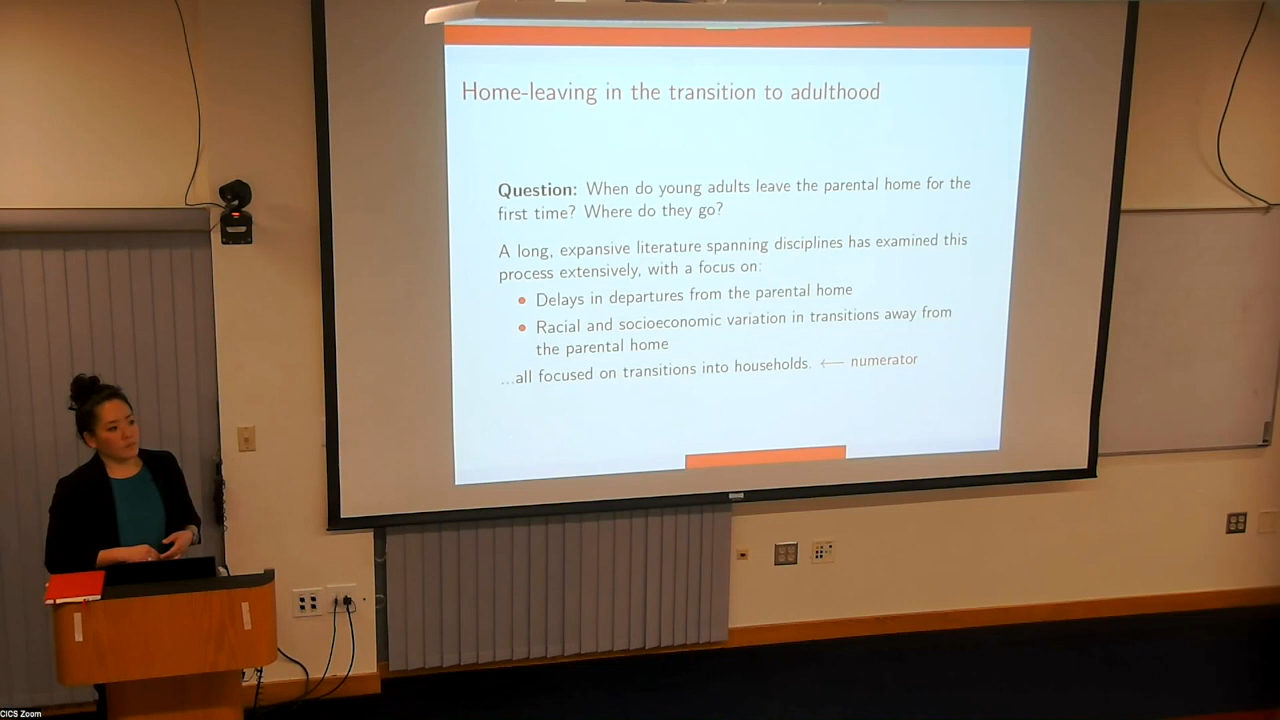 Home-leaving in the transition to adulthood
Question: When do young adults leave the parental home for the
first time? Where do they go?
A long, expansive literature spanning disciplines has examined this
process extensively, with a focus on:
Delays in departures from the parental home
Racial and socioeconomic variation in transitions away from
the parental home
...all focused on transitions into households. ⟵ numerator
CICS Zoom